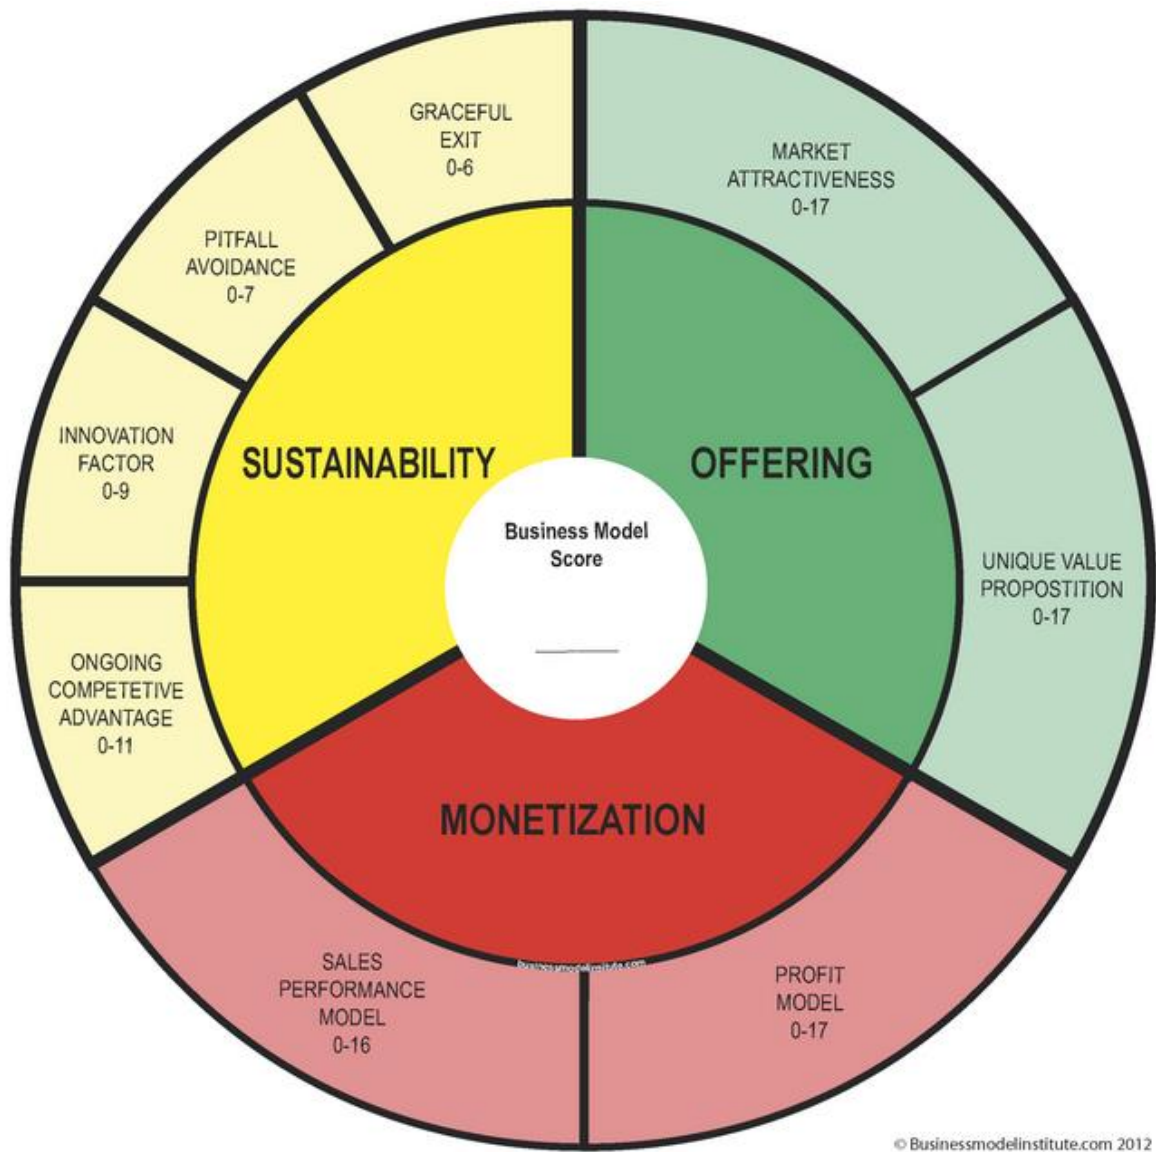 GRACEFUL
EXIT
0-6
MARKET
ATTRACTIVENESS
0-17
PITFALL
AVOIDANCE
0-7
INNOVATION
FACTOR
0-9
SUSTAINABILITY
OFFERING
Business Model
Score
UNIQUE VALUE
PROPOSTITION
0-17
ONGOING
COMPETETIVE
ADVANTAGE
0-11
MONETIZATION
businessmodelinstitute.com
SALES
PERFORMANCE
MODEL
0-16
PROFIT
MODEL
0-17
© Businessmodelinstitute.com 2012